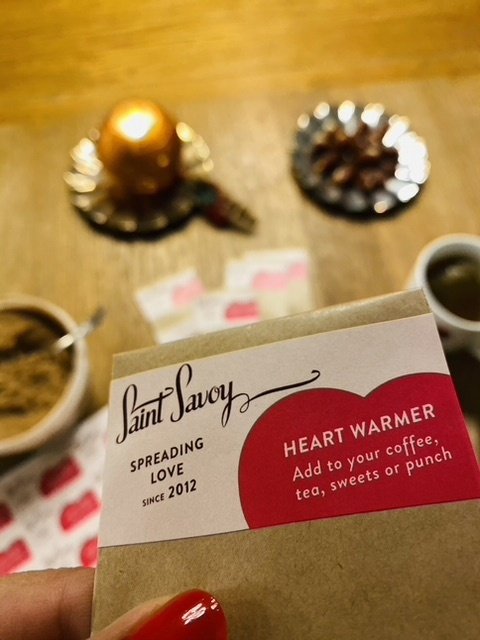 Saint Savoy
SPREADING
LOVE
SINCE 2012
HEART WARMER
Add to your coffee,
tea, sweets or punch